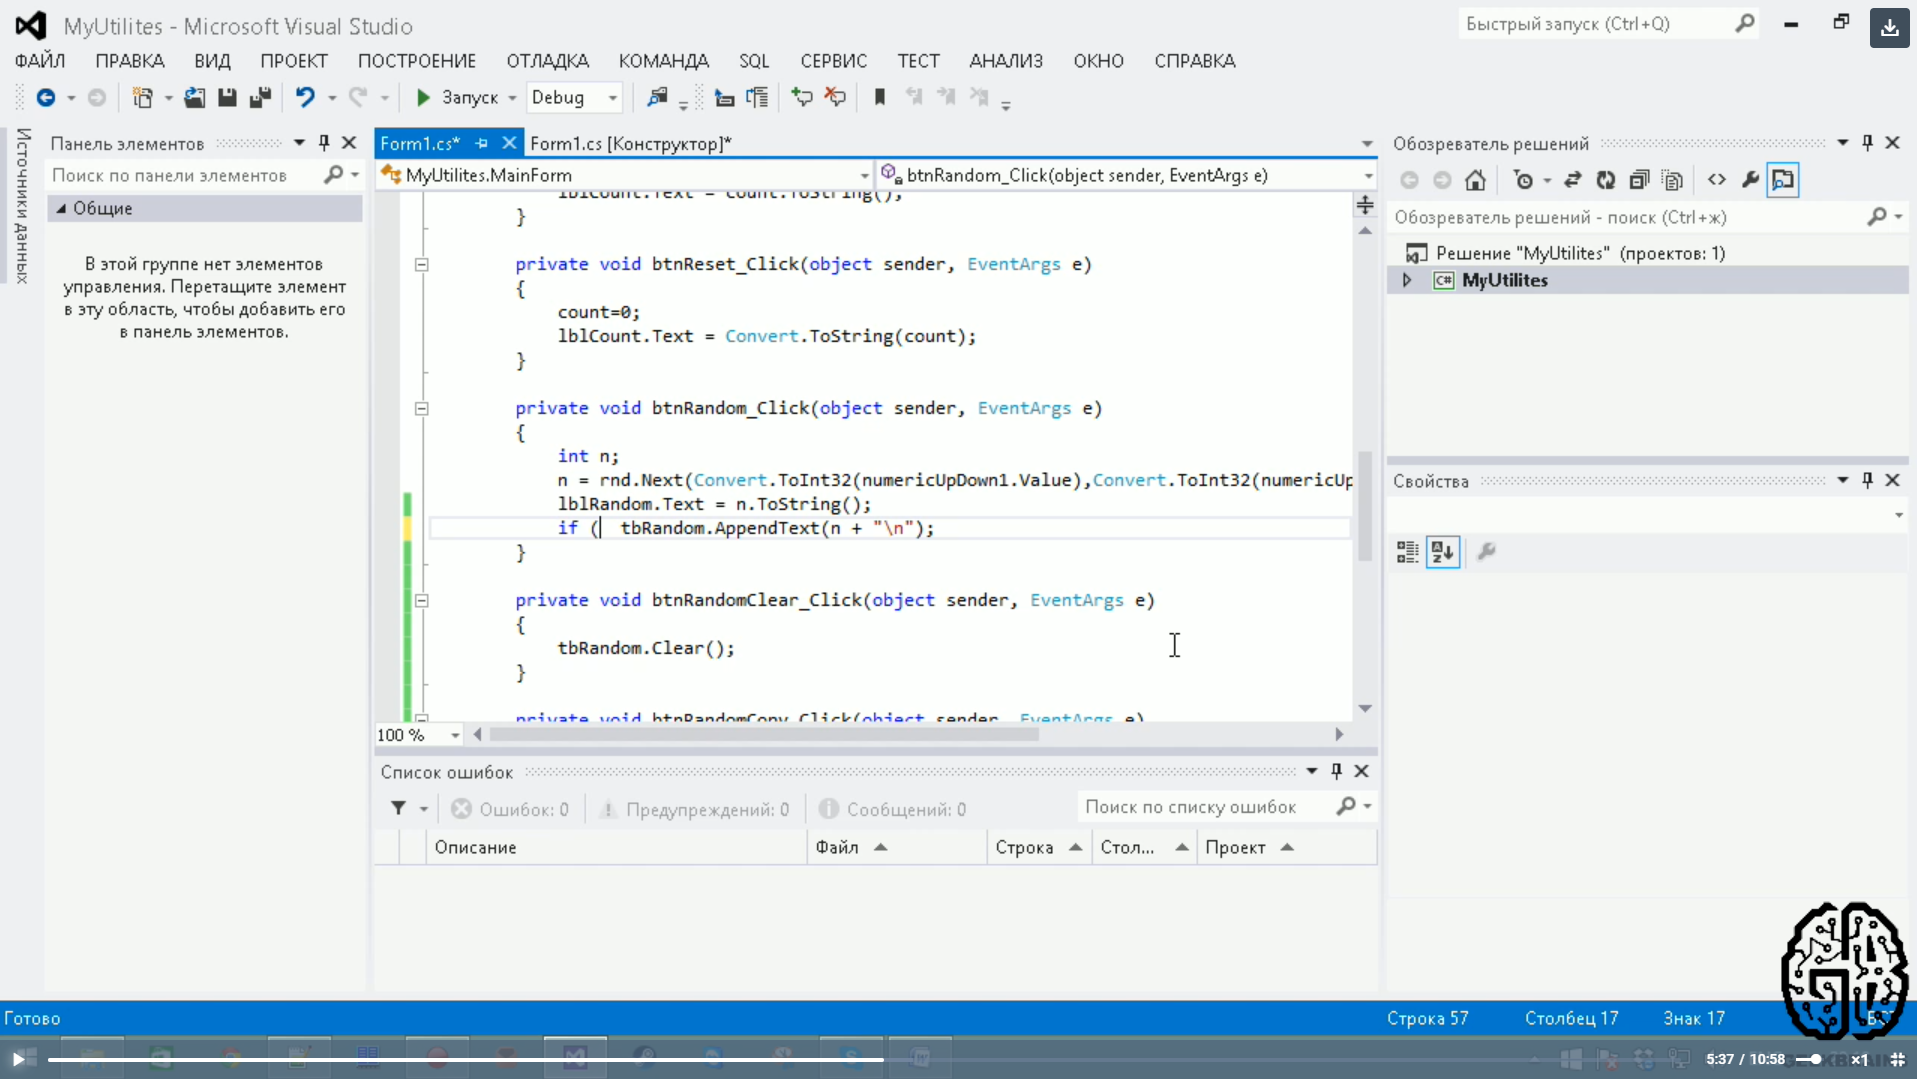 MyUtilites - Microsoft Visual Studio
Быстрый запуск (Ctrl+Q)
ФАЙЛ ПРАВКА ВИД ПРОЕКТ ПОСТРОЕНИЕ ОТЛАДКА КОМАНДА SQL СЕРВИС ТЕСТ АНАЛИЗ ОКНО СПРАВКА
Запуск Debug
Источники данных
Панель элементов
Поиск по панели элементов
Общие
В этой группе нет элементов
управления. Перетащите элемент
в эту область, чтобы добавить его
в панель элементов.
Form1.cs* Form1.cs [Конструктор]*
MyUtilites.MainForm btnRandom_Click(object sender, EventArgs e)
lblCount.Text = count.ToString();
}
private void btnReset_Click(object sender, EventArgs e)
{
count=0;
lblCount.Text = Convert.ToString(count);
}
private void btnRandom_Click(object sender, EventArgs e)
{
int n;
n = rnd.Next(Convert.ToInt32(numericUpDown1.Value),Convert.ToInt32(numericUp
lblRandom.Text = n.ToString();
if ( tbRandom.AppendText(n + "\n");
}
private void btnRandomClear_Click(object sender, EventArgs e)
{
tbRandom.Clear();
}
private void btnRandomCopy_Click(object sender, EventArgs e)
100 %
Список ошибок
Ошибок: 0 Предупреждений: 0 Сообщений: 0 Поиск по списку ошибок
Описание Файл Строка Стол... Проект
Обозреватель решений
Обозреватель решений - поиск (Ctrl+ж)
Решение "MyUtilites" (проектов: 1)
C# MyUtilites
Свойства
Готово Строка 57 Столбец 17 Знак 17
5:37 / 10:58 ×1